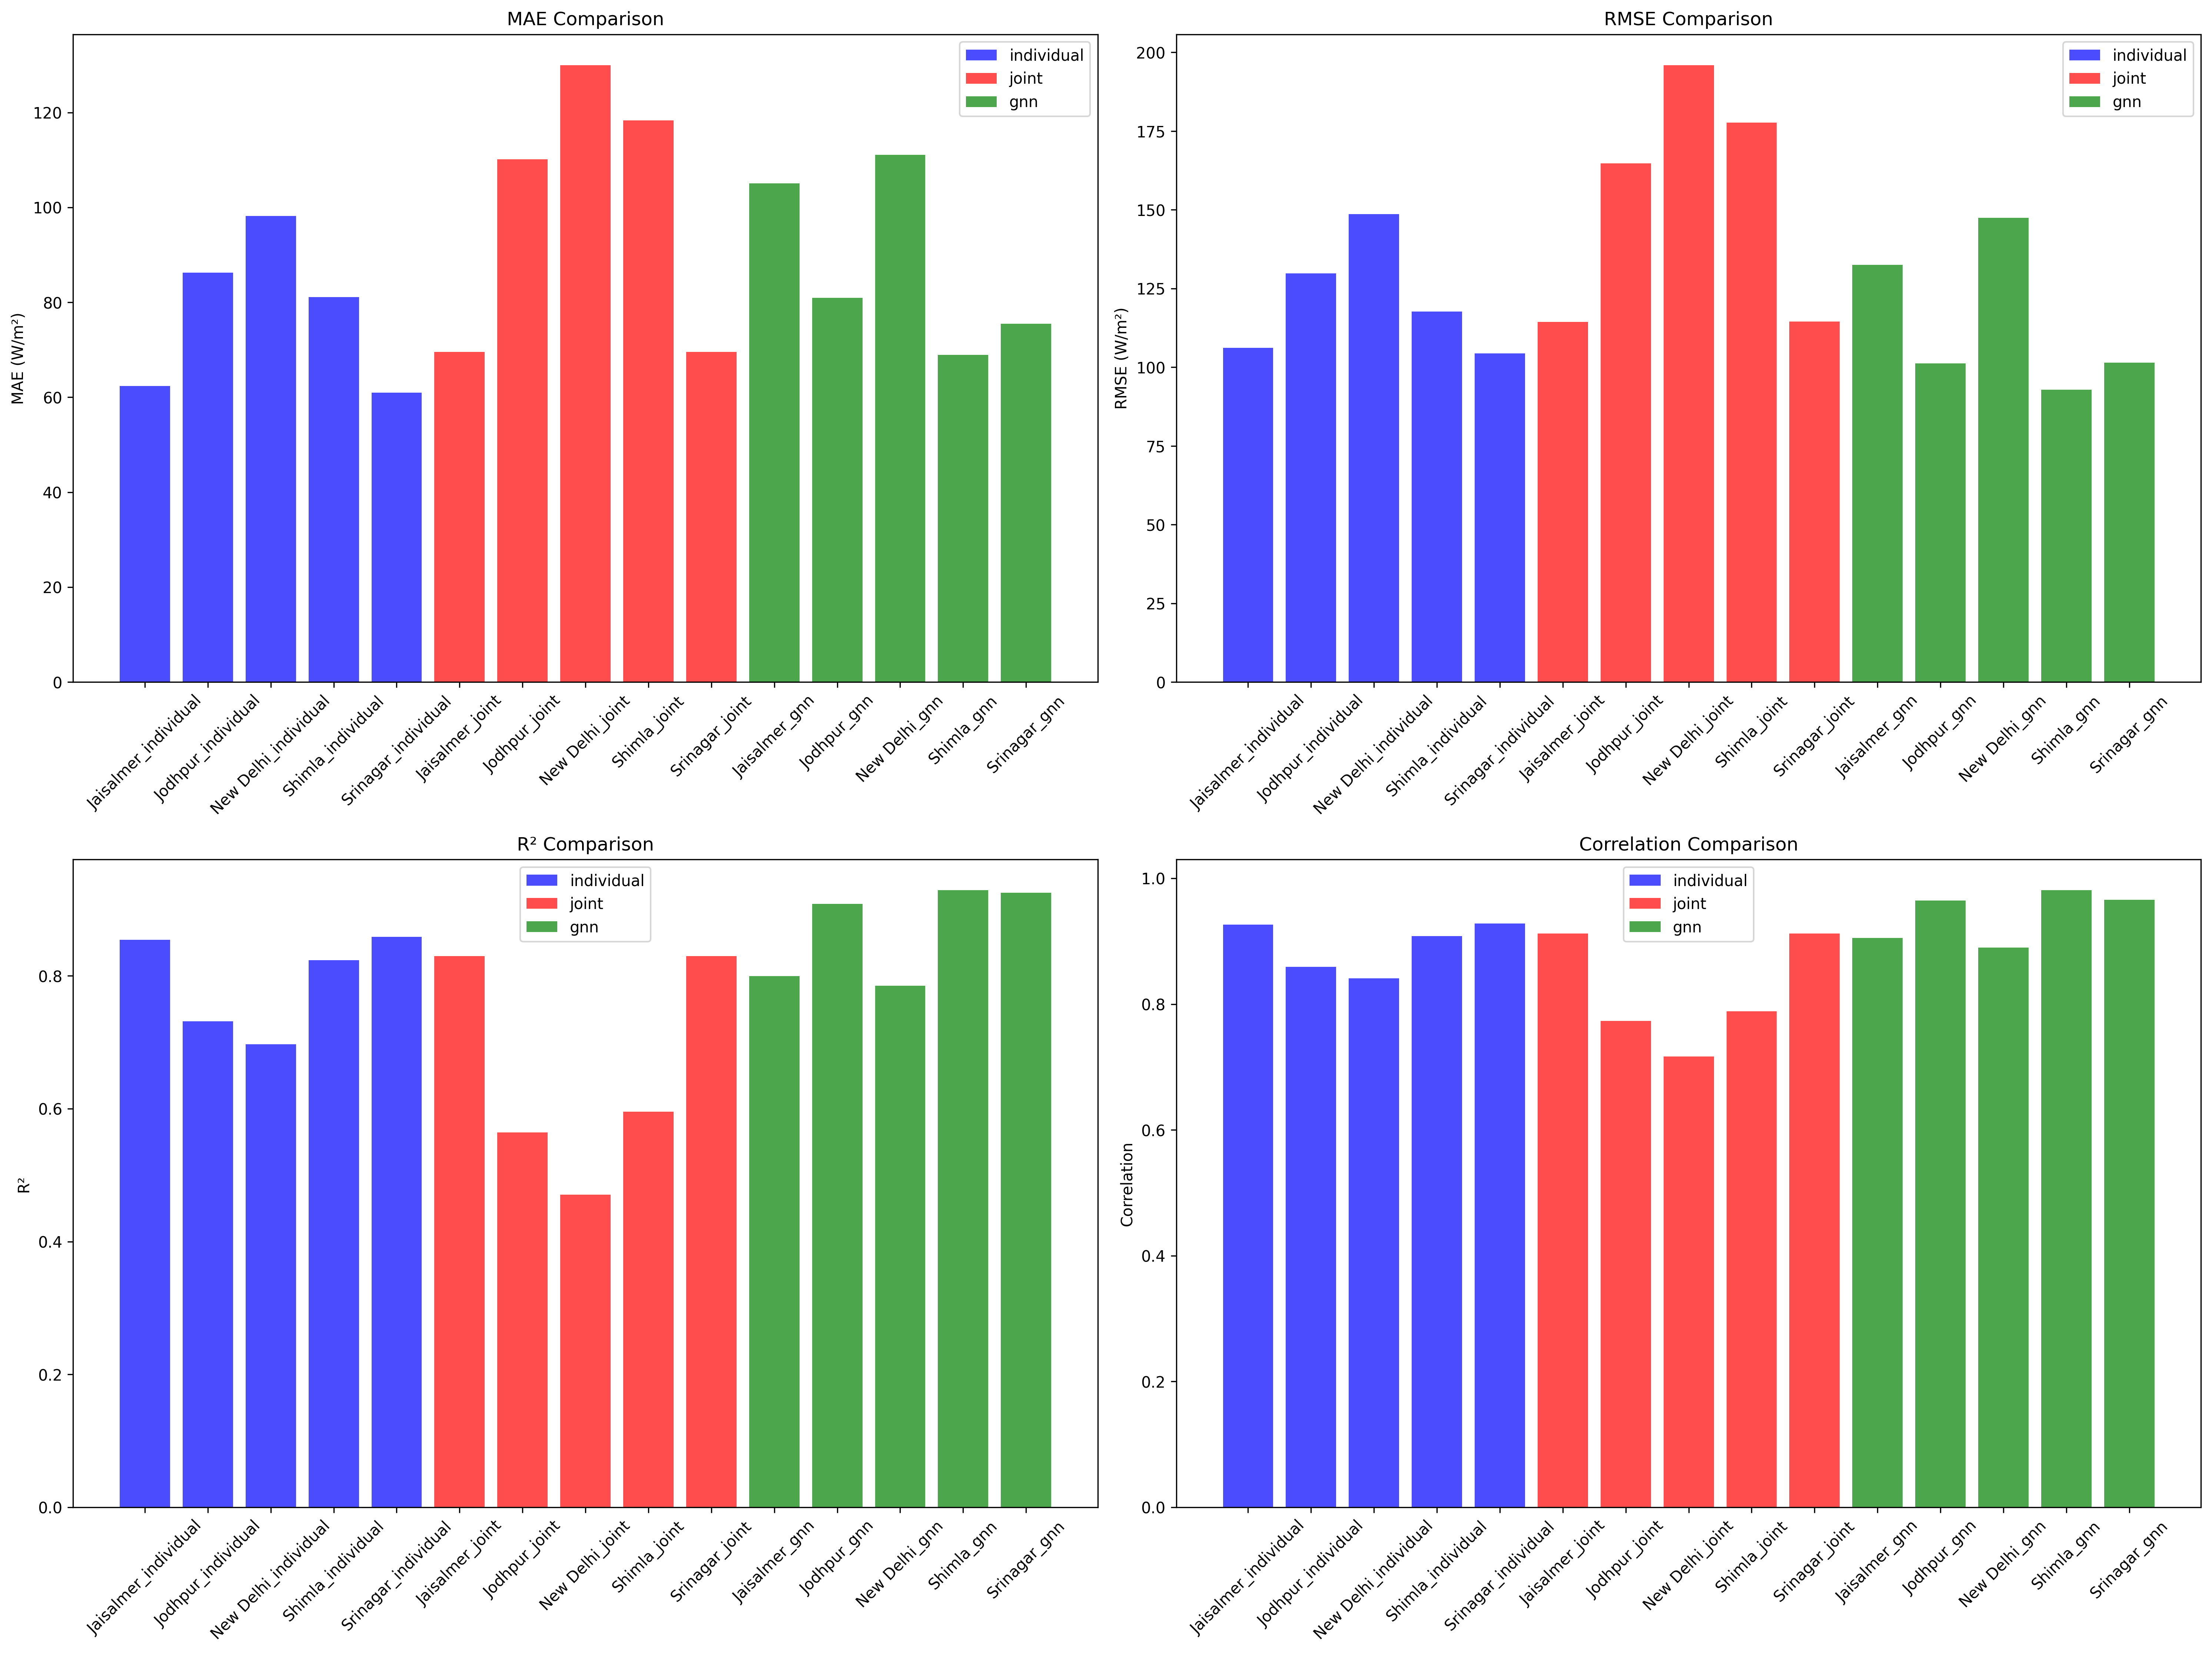 MAE Comparison
MAE (W/m²)
120
100
80
60
40
20
0
individual
joint
gnn
Jaisalmer_individual
Jodhpur_individual
New Delhi_individual
Shimla_individual
Srinagar_individual
Jaisalmer_joint
Jodhpur_joint
New Delhi_joint
Shimla_joint
Srinagar_joint
Jaisalmer_gnn
Jodhpur_gnn
New Delhi_gnn
Shimla_gnn
Srinagar_gnn
RMSE Comparison
RMSE (W/m²)
200
175
150
125
100
75
50
25
0
individual
joint
gnn
Jaisalmer_individual
Jodhpur_individual
New Delhi_individual
Shimla_individual
Srinagar_individual
Jaisalmer_joint
Jodhpur_joint
New Delhi_joint
Shimla_joint
Srinagar_joint
Jaisalmer_gnn
Jodhpur_gnn
New Delhi_gnn
Shimla_gnn
Srinagar_gnn
R² Comparison
R²
0.8
0.6
0.4
0.2
0.0
individual
joint
gnn
Jaisalmer_individual
Jodhpur_individual
New Delhi_individual
Shimla_individual
Srinagar_individual
Jaisalmer_joint
Jodhpur_joint
New Delhi_joint
Shimla_joint
Srinagar_joint
Jaisalmer_gnn
Jodhpur_gnn
New Delhi_gnn
Shimla_gnn
Srinagar_gnn
Correlation Comparison
Correlation
1.0
0.8
0.6
0.4
0.2
0.0
individual
joint
gnn
Jaisalmer_individual
Jodhpur_individual
New Delhi_individual
Shimla_individual
Srinagar_individual
Jaisalmer_joint
Jodhpur_joint
New Delhi_joint
Shimla_joint
Srinagar_joint
Jaisalmer_gnn
Jodhpur_gnn
New Delhi_gnn
Shimla_gnn
Srinagar_gnn